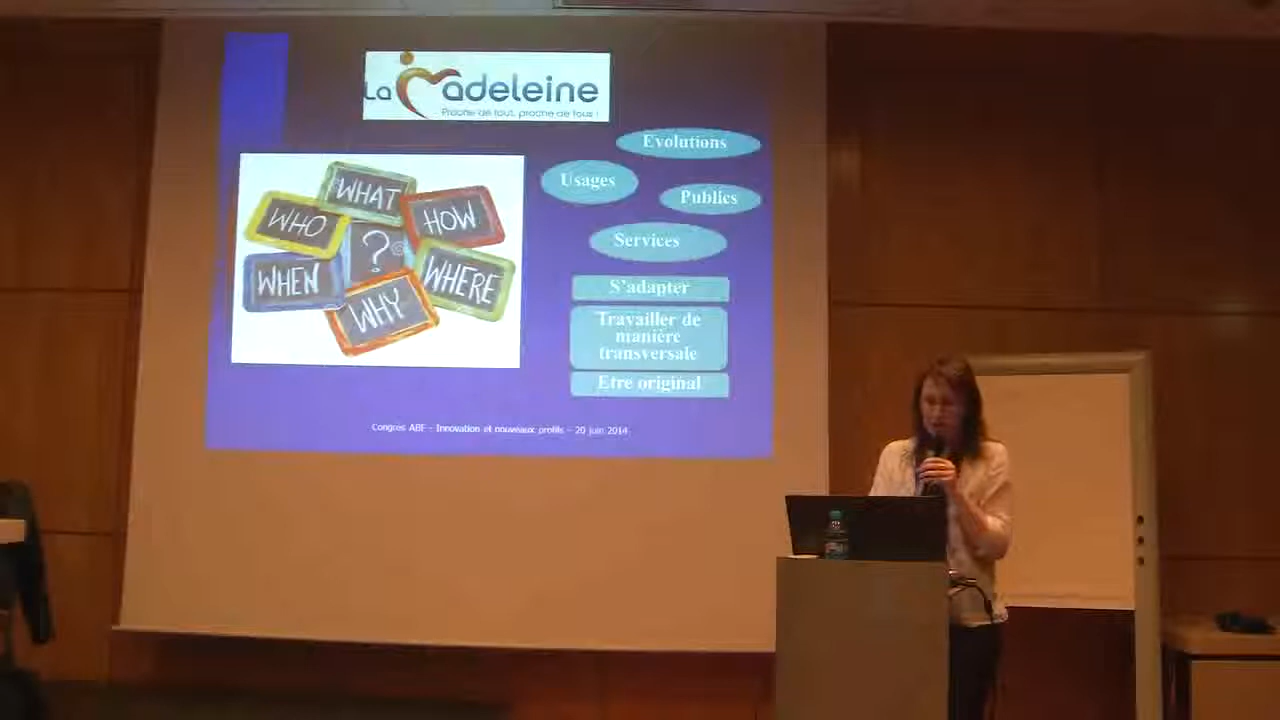 La Madeleine
Proche de tout, proche de tous !
Evolutions
Usages
Publics
Services
S'adapter
Travailler de
manière
transversale
Etre original
WHAT
WHO
HOW
?
WHEN
WHERE
WHY
Congrès ABF - Innovation et nouveaux profils - 20 juin 2014